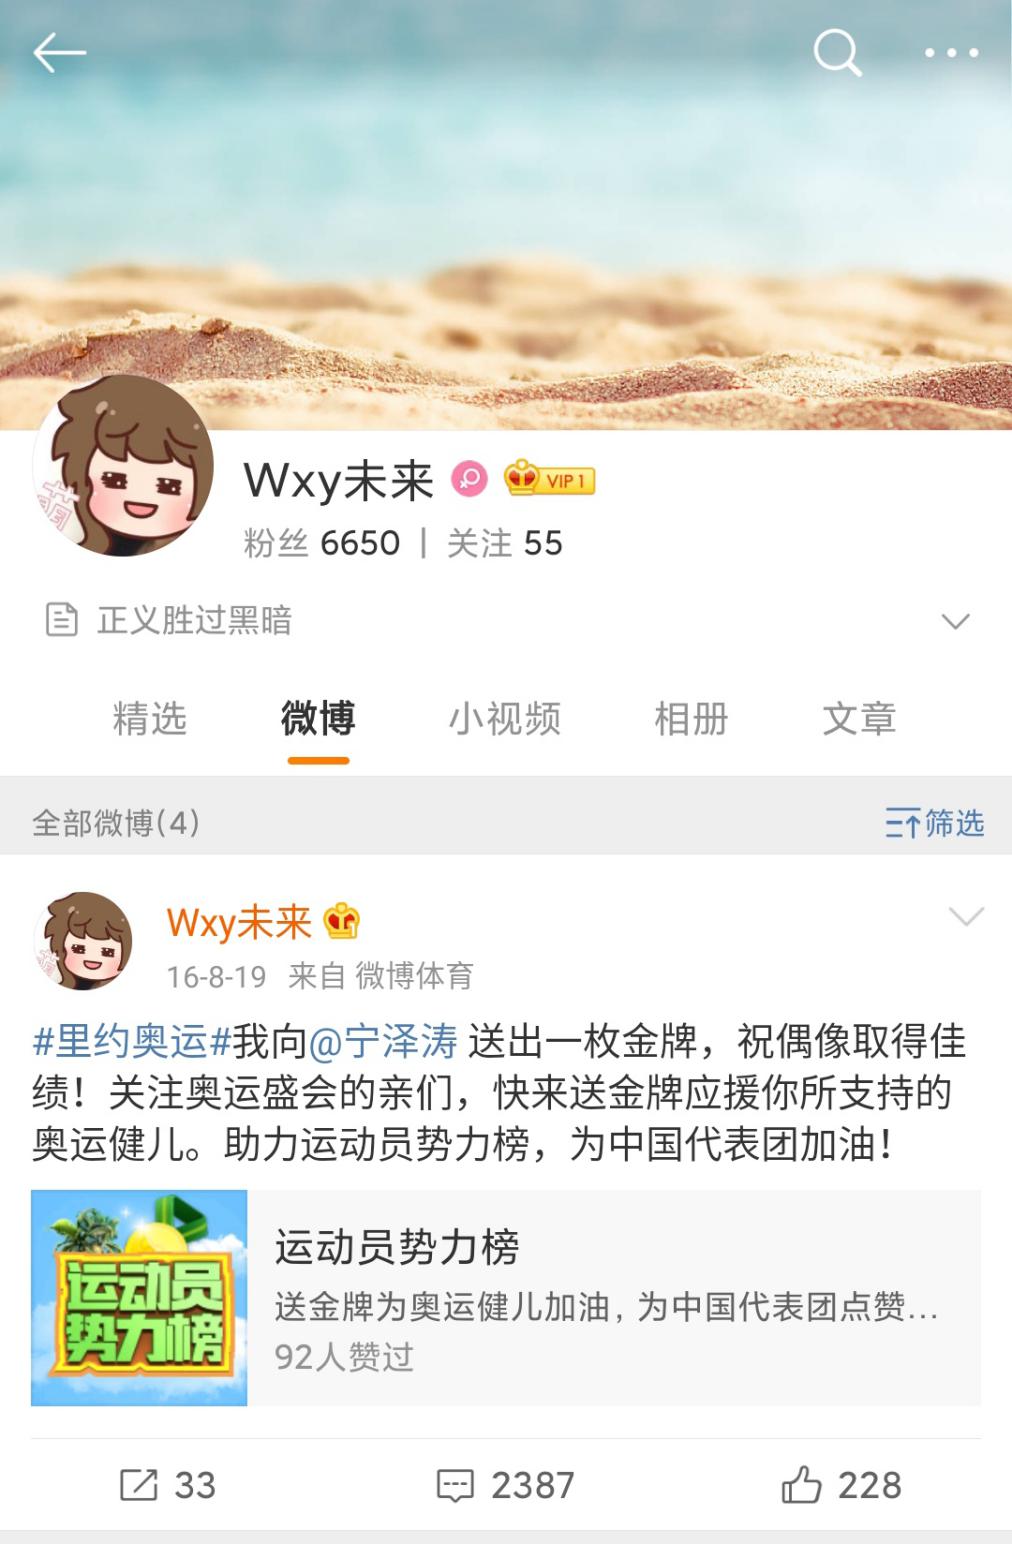 Wxy未来 VIP 1
粉丝 6650 | 关注 55
萌
正义胜过黑暗
精选 微博 小视频 相册 文章
全部微博(4) 筛选
Wxy未来
16-8-19 来自 微博体育
#里约奥运#我向@宁泽涛 送出一枚金牌，祝偶像取得佳
绩！关注奥运盛会的亲们，快来送金牌应援你所支持的
奥运健儿。助力运动员势力榜，为中国代表团加油！
运动员
势力榜
运动员势力榜
送金牌为奥运健儿加油，为中国代表团点赞...
92人赞过
33 2387 228